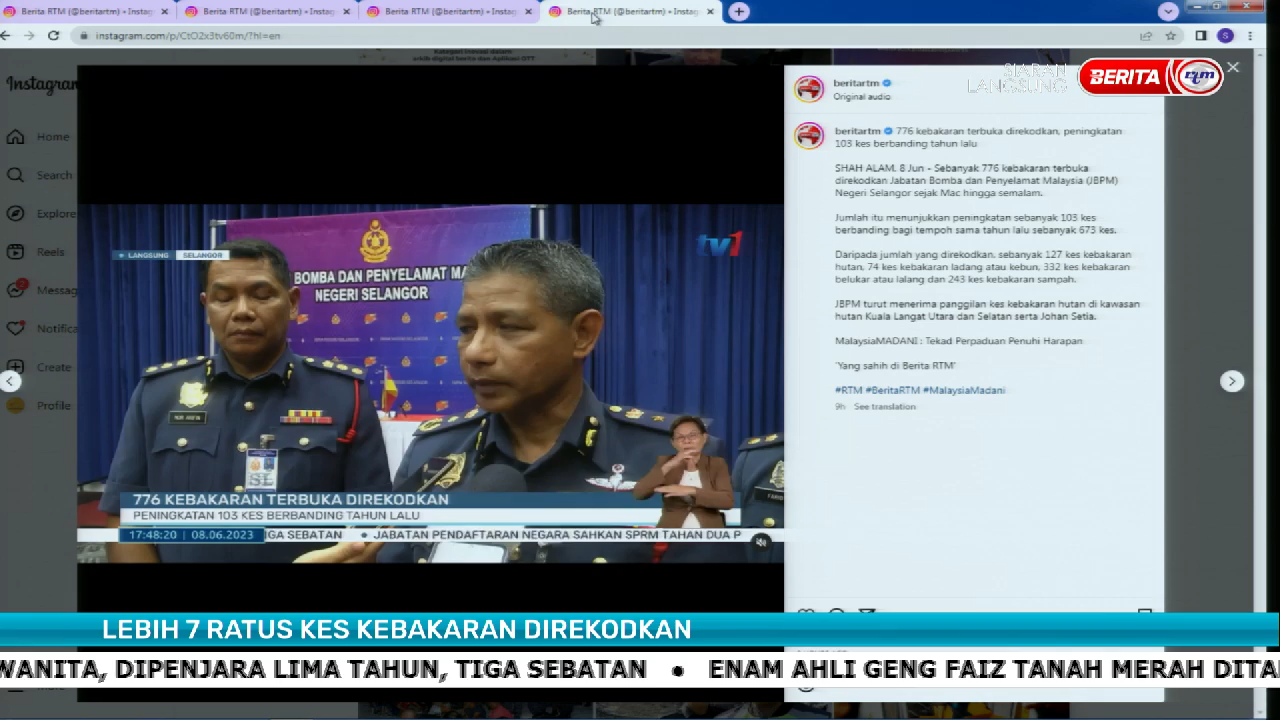 Berita RTM (@beritartm) • Instag
Berita RTM (@beritartm) • Instag
Berita RTM (@beritartm) • Instag
Berita RTM (@beritartm) • Instag
instagram.com/p/CtO2x3tv60m/?hl=en
S
Instagram
Home
Search
Explore
Reels
Messag
Notifica
Create
Profile
SIARAN
LANGSUNG
BERITA rtm
beritartm
Original audio
beritartm 776 kebakaran terbuka direkodkan, peningkatan
103 kes berbanding tahun lalu
SHAH ALAM, 8 Jun - Sebanyak 776 kebakaran terbuka
direkodkan Jabatan Bomba dan Penyelamat Malaysia (JBPM)
Negeri Selangor sejak Mac hingga semalam.
Jumlah itu menunjukkan peningkatan sebanyak 103 kes
berbanding bagi tempoh sama tahun lalu sebanyak 673 kes.
Daripada jumlah yang direkodkan, sebanyak 127 kes kebakaran
hutan, 74 kes kebakaran ladang atau kebun, 332 kes kebakaran
belukar atau lalang dan 243 kes kebakaran sampah.
JBPM turut menerima panggilan kes kebakaran hutan di kawasan
hutan Kuala Langat Utara dan Selatan serta Johan Setia.
MalaysiaMADANI : Tekad Perpaduan Penuhi Harapan
'Yang sahih di Berita RTM'
#RTM #BeritaRTM #MalaysiaMadani
9h See translation
LANGSUNG SELANGOR
tv1
BOMBA DAN PENYELAMAT MA
NEGERI SELANGOR
SE
776 KEBAKARAN TERBUKA DIREKODKAN
PENINGKATAN 103 KES BERBANDING TAHUN LALU
17:48:20 | 08.06.2023 IGA SEBATAN • JABATAN PENDAFTARAN NEGARA SAHKAN SPRM TAHAN DUA P
LEBIH 7 RATUS KES KEBAKARAN DIREKODKAN
WANITA, DIPENJARA LIMA TAHUN, TIGA SEBATAN • ENAM AHLI GENG FAIZ TANAH MERAH DITA